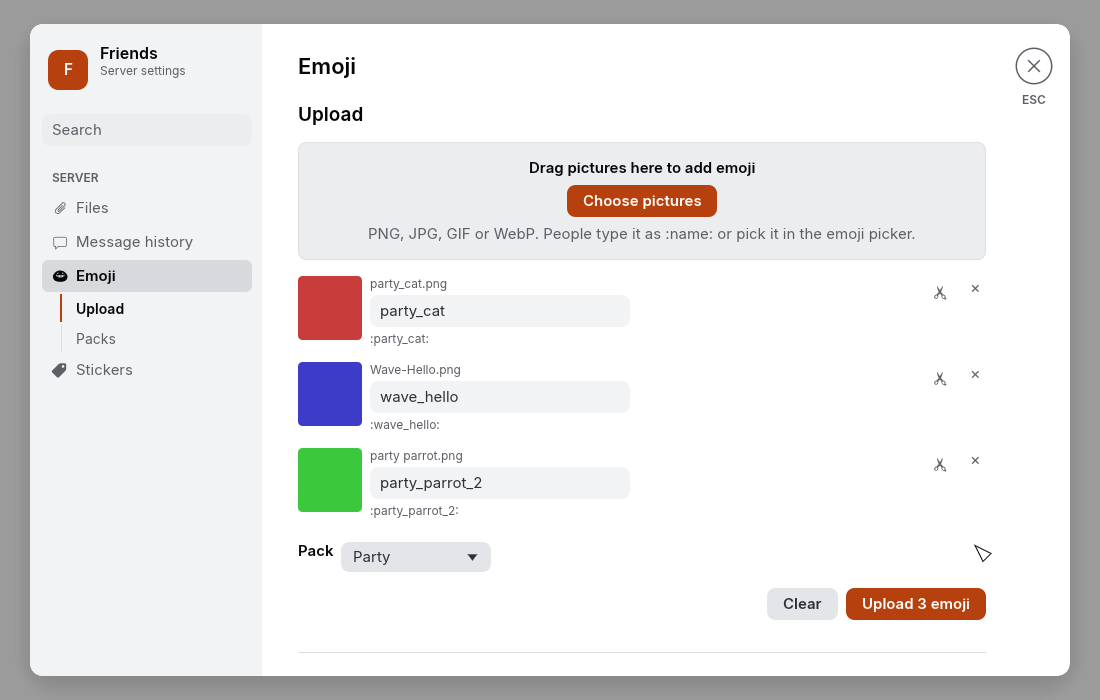 F
Friends
Server settings
Search
SERVER
Files
Message history
Emoji
Upload
Packs
Stickers
Emoji
ESC
Upload
Drag pictures here to add emoji
Choose pictures
PNG, JPG, GIF or WebP. People type it as :name: or pick it in the emoji picker.
party_cat.png
party_cat
:party_cat:
Wave-Hello.png
wave_hello
:wave_hello:
party parrot.png
party_parrot_2
:party_parrot_2:
Pack
Party
Clear
Upload 3 emoji